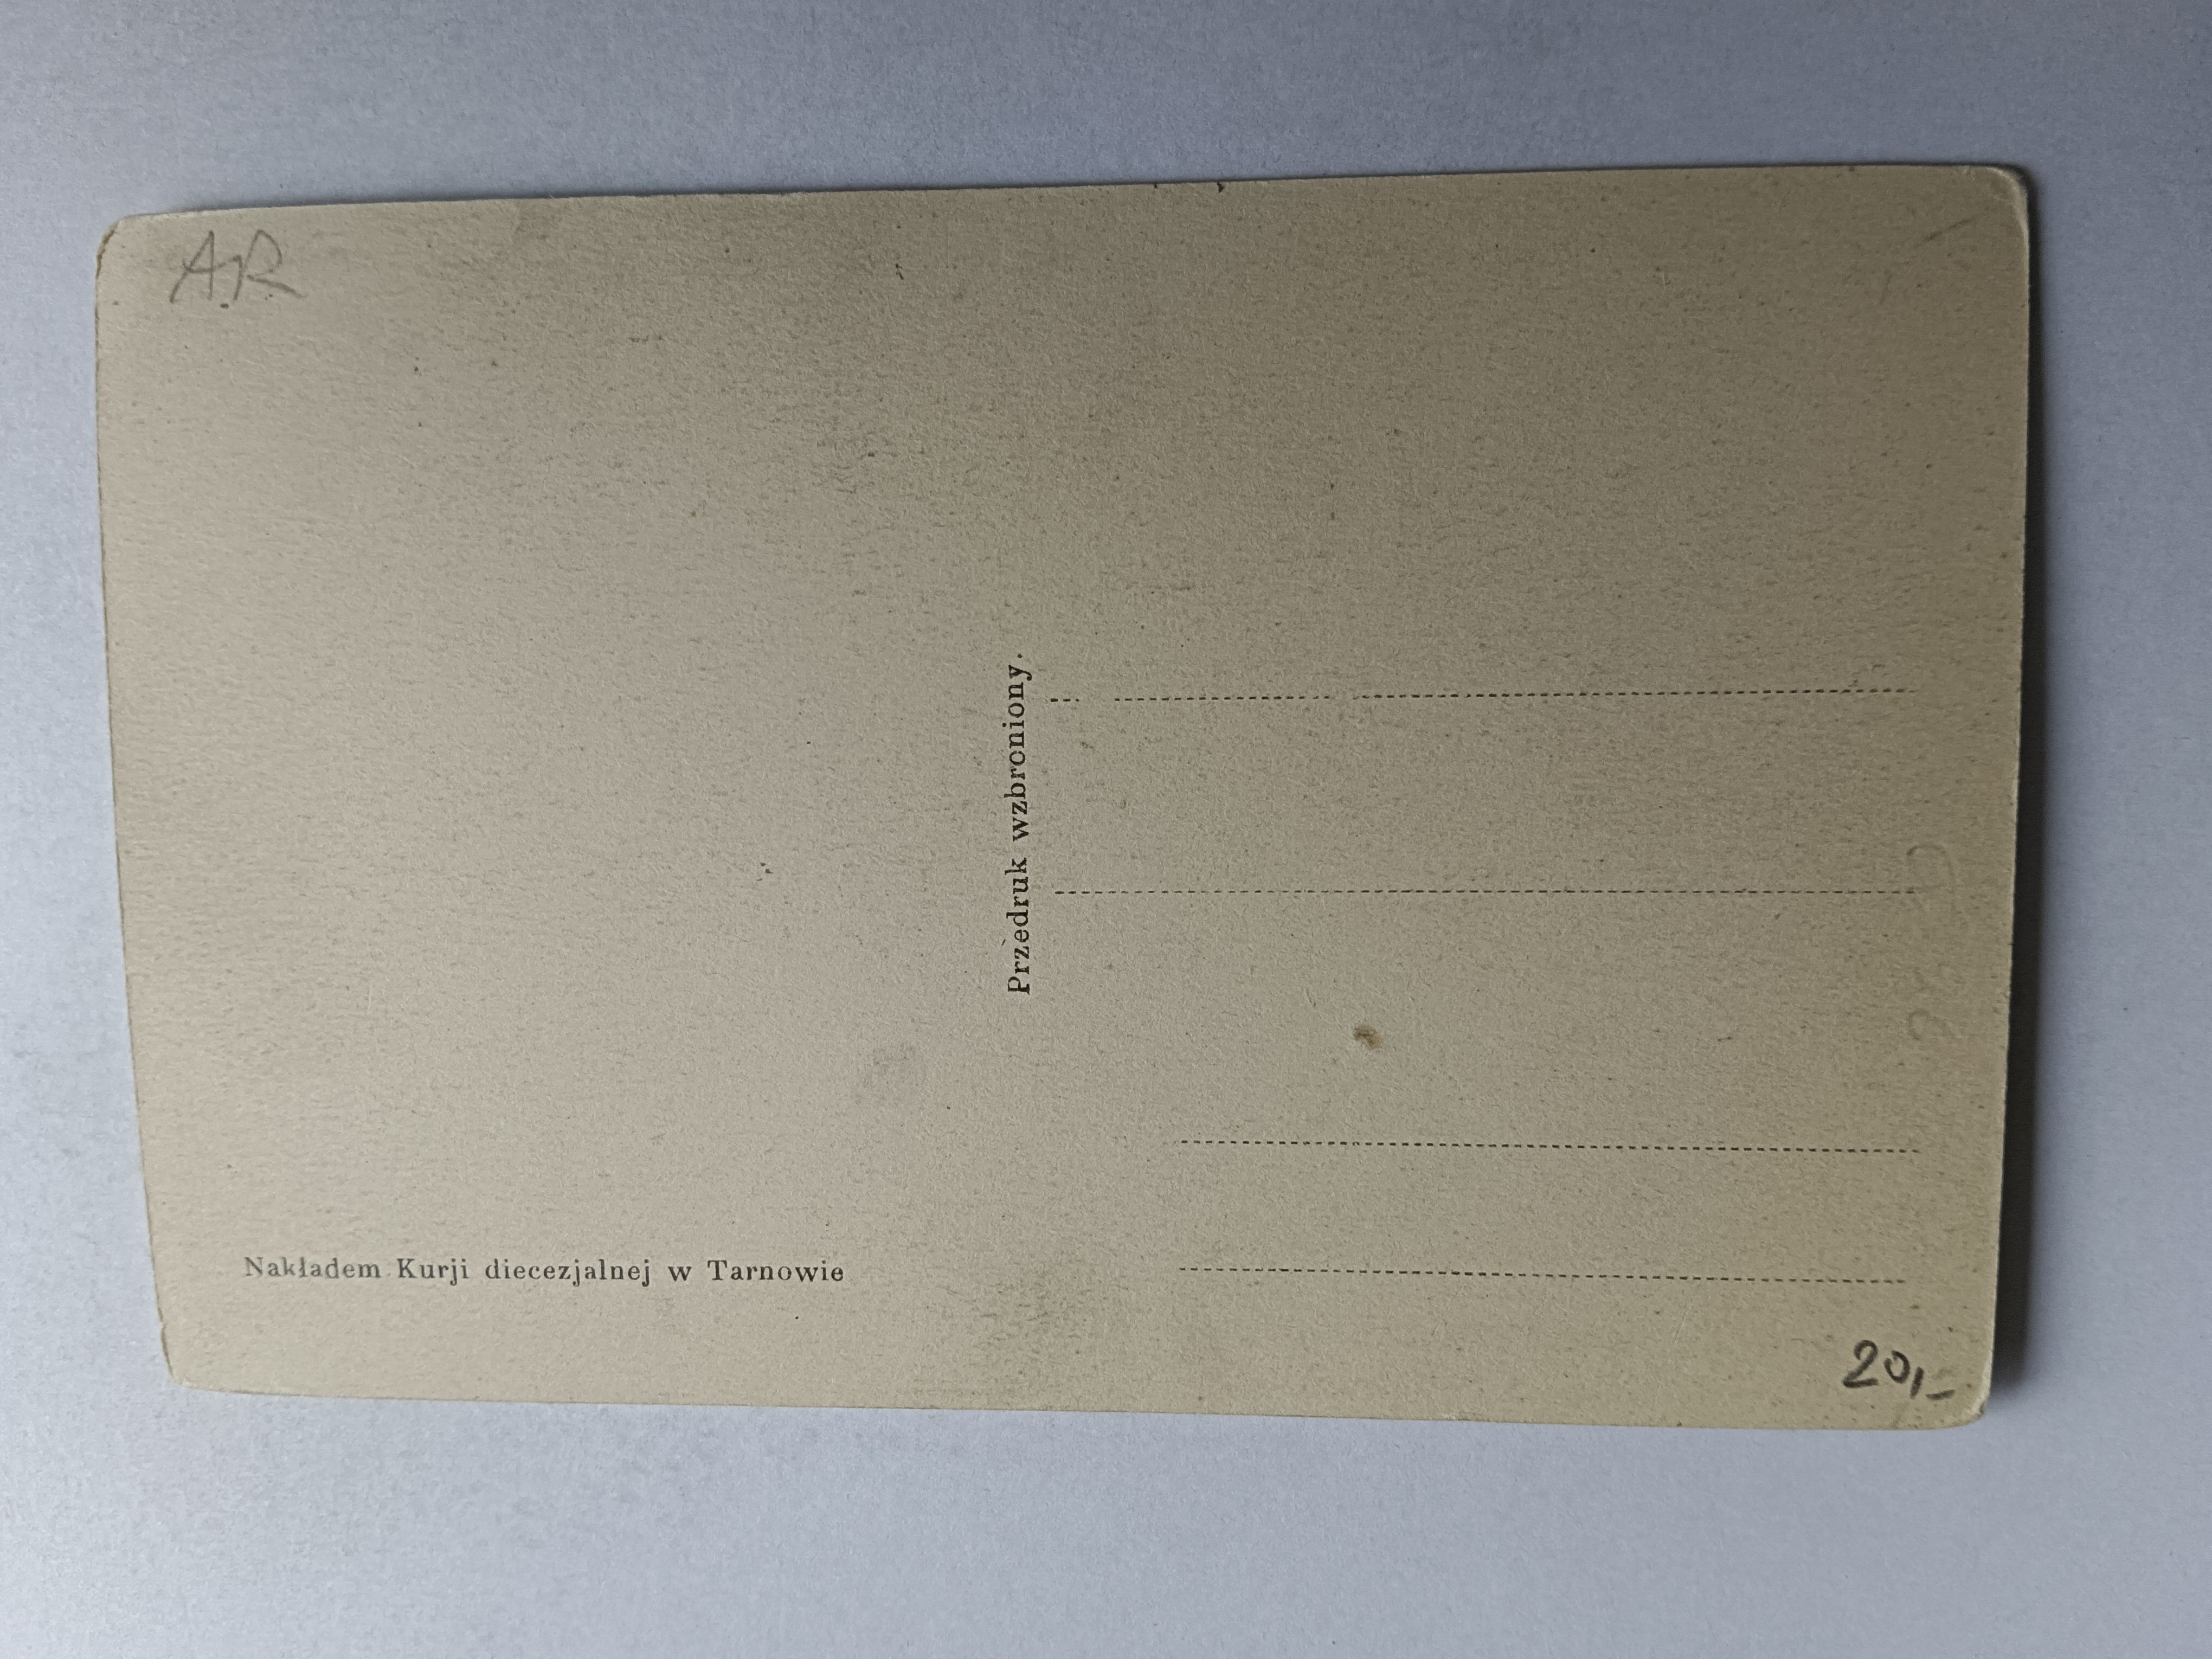 A.R
Przedruk wzbroniony.
Nakładem Kurji diecezjalnej w Tarnowie
20,-